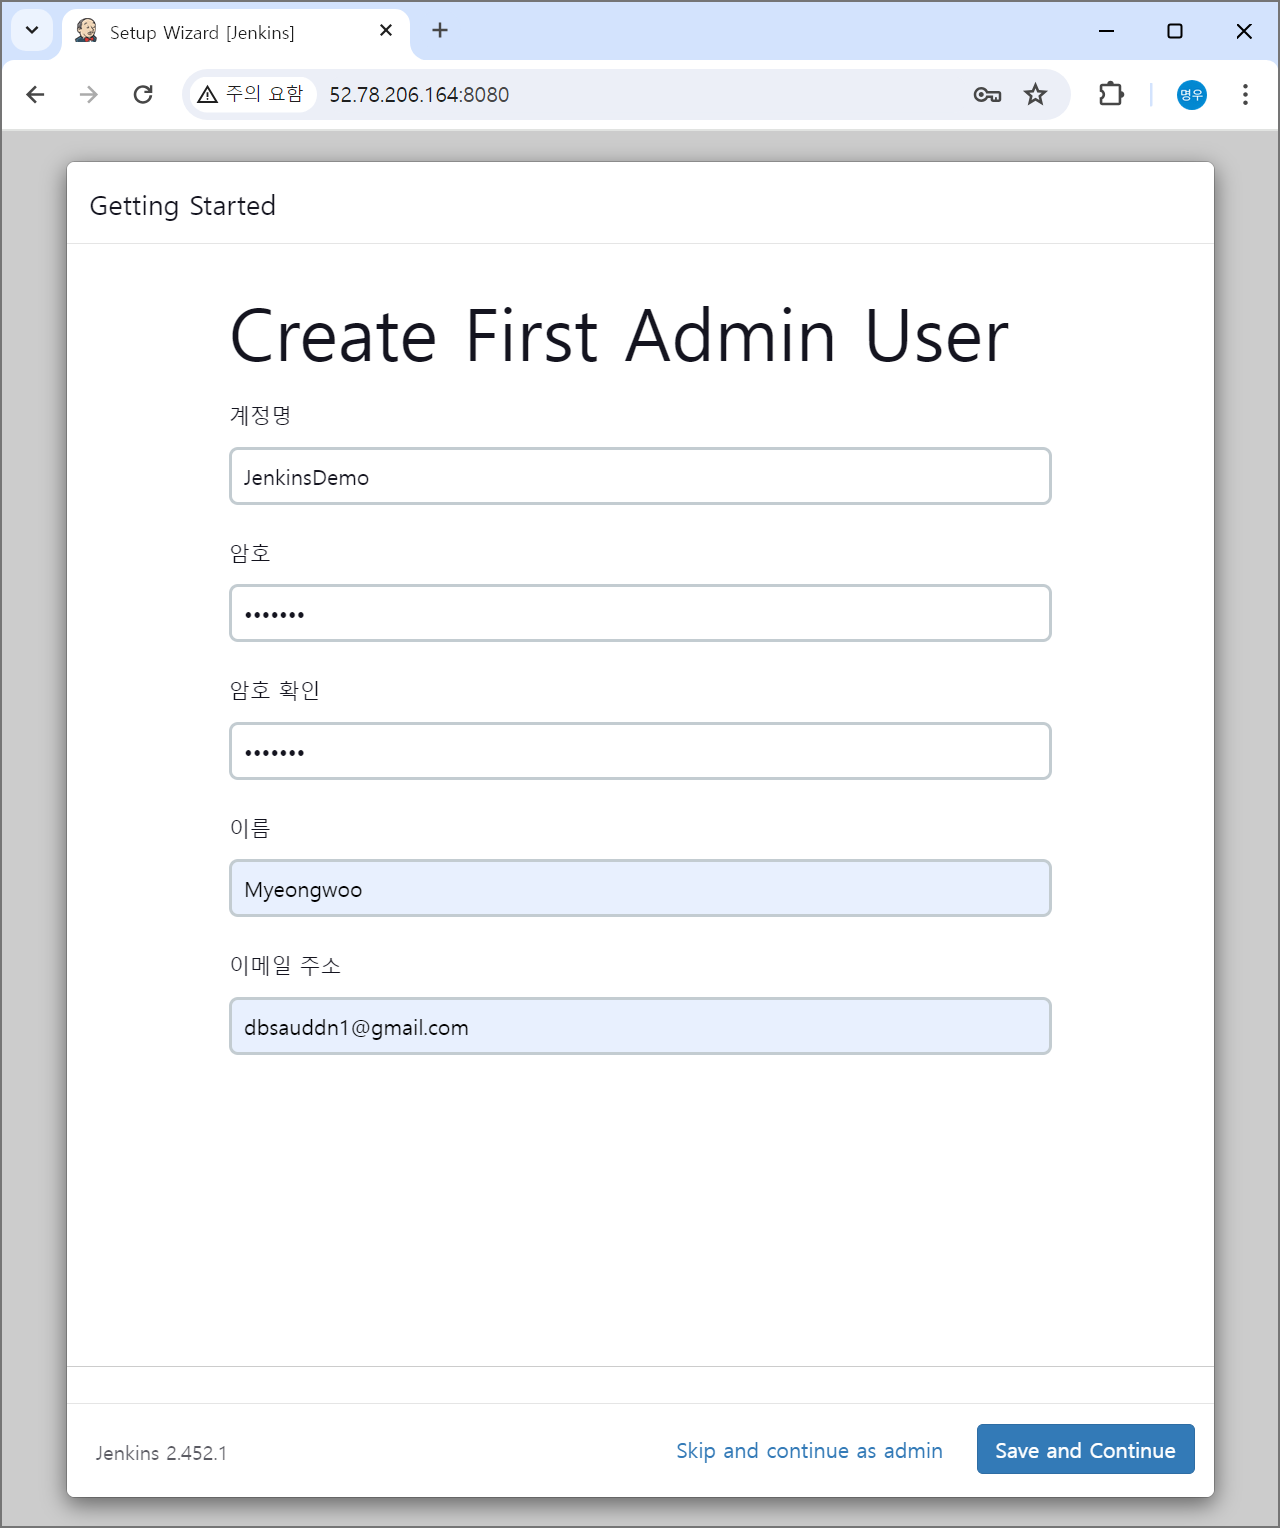 Setup Wizard [Jenkins]
주의 요함 52.78.206.164:8080
명우
Getting Started
Create First Admin User
계정명
JenkinsDemo
암호
•••••••
암호 확인
•••••••
이름
Myeongwoo
이메일 주소
dbsauddn1@gmail.com
Jenkins 2.452.1
Skip and continue as admin
Save and Continue